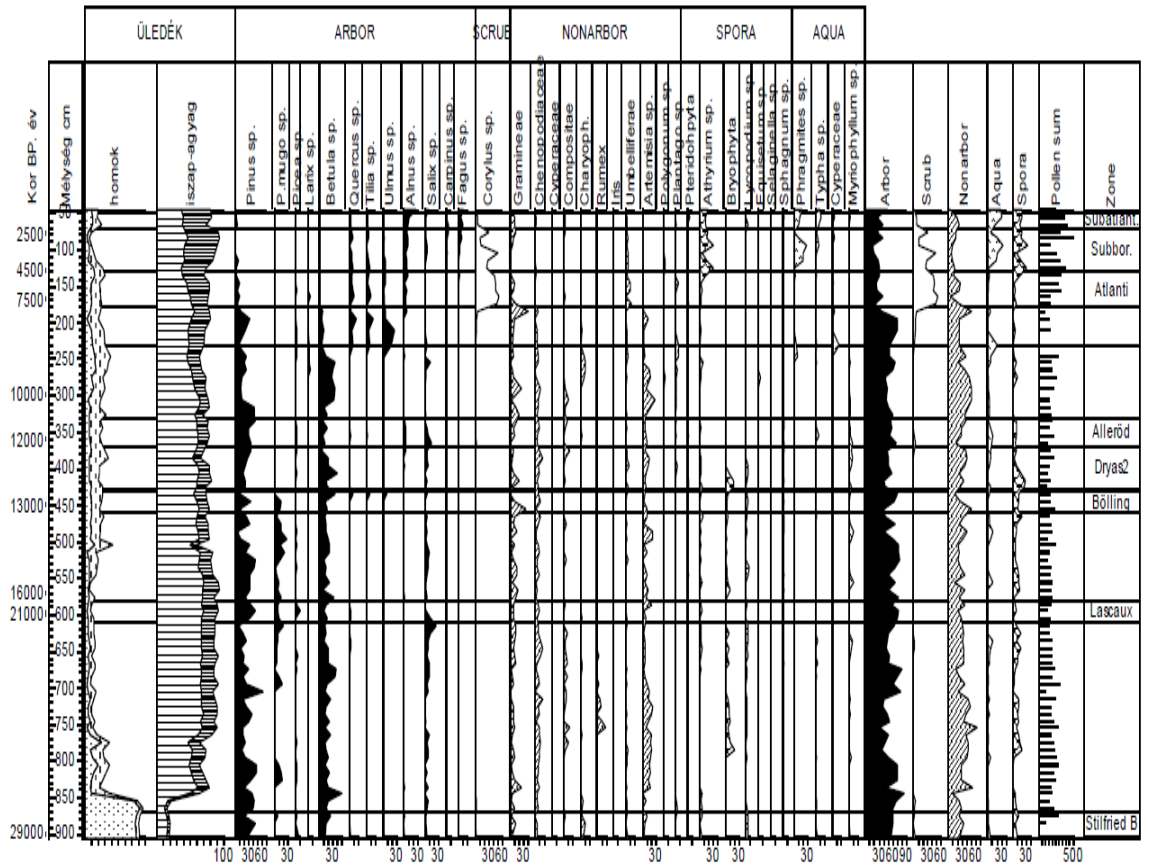 ÜLEDÉK ARBOR SCRUB NONARBOR SPORA AQUA
Kor BP. év
Mélység cm
homok
iszap-agyag
Pinus sp.
P.mugo sp.
Picea sp.
Larix sp.
Betula sp.
Quercus sp.
Tilia sp.
Ulmus sp.
Alnus sp.
Salix sp.
Carpinus sp.
Fagus sp.
Corylus sp.
Gramineae
Chenopodiaceae
Cyperaceae
Compositae
Charyoph.
Rumex
Iris
Umbelliferae
Artemisia sp.
Polygonum sp.
Plantago sp.
Pteridohpyta
Athyrium sp.
Bryophyta
Lycopodium sp.
Equisetum sp.
Selaginella sp.
Sphagnum sp.
Phragmites sp.
Typha sp.
Cyperaceae
Myriophyllum sp.
Arbor
Scrub
Nonarbor
Aqua
Spora
Pollen sum
Zone
50
Subatlant.
2500
100 Subbor.
4500
150 Atlanti
7500
200
250
10000 300
350 Alleröd
12000
400 Dryas2
13000 450 Bölling
500
550
16000
21000 600 Lascaux
650
700
750
800
850
29000 900 Stilfried B
100 3060 30 30 30 30 3060 30 30 30 30 306090 3060 3060 30 30 500